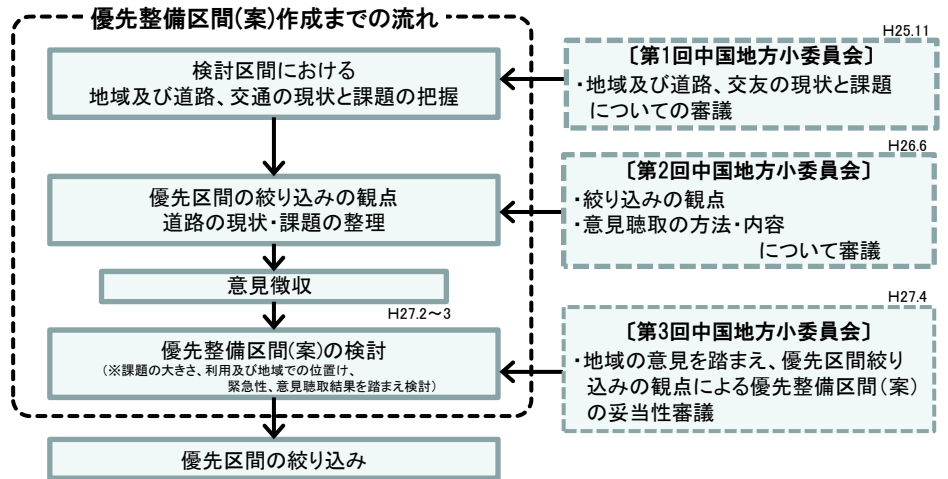 優先整備区間(案)作成までの流れ
検討区間における
地域及び道路、交通の現状と課題の把握
優先区間の絞り込みの観点
道路の現状・課題の整理
意見徴収
H27.2～3
優先整備区間(案)の検討
(※課題の大きさ、利用及び地域での位置け、
緊急性、意見聴取結果を踏まえ検討)
優先区間の絞り込み
H25.11
〔第1回中国地方小委員会〕
・地域及び道路、交友の現状と課題
についての審議
H26.6
〔第2回中国地方小委員会〕
・絞り込みの観点
・意見聴取の方法・内容
について審議
H27.4
〔第3回中国地方小委員会〕
・地域の意見を踏まえ、優先区間絞り
込みの観点による優先整備区間(案)
の妥当性審議